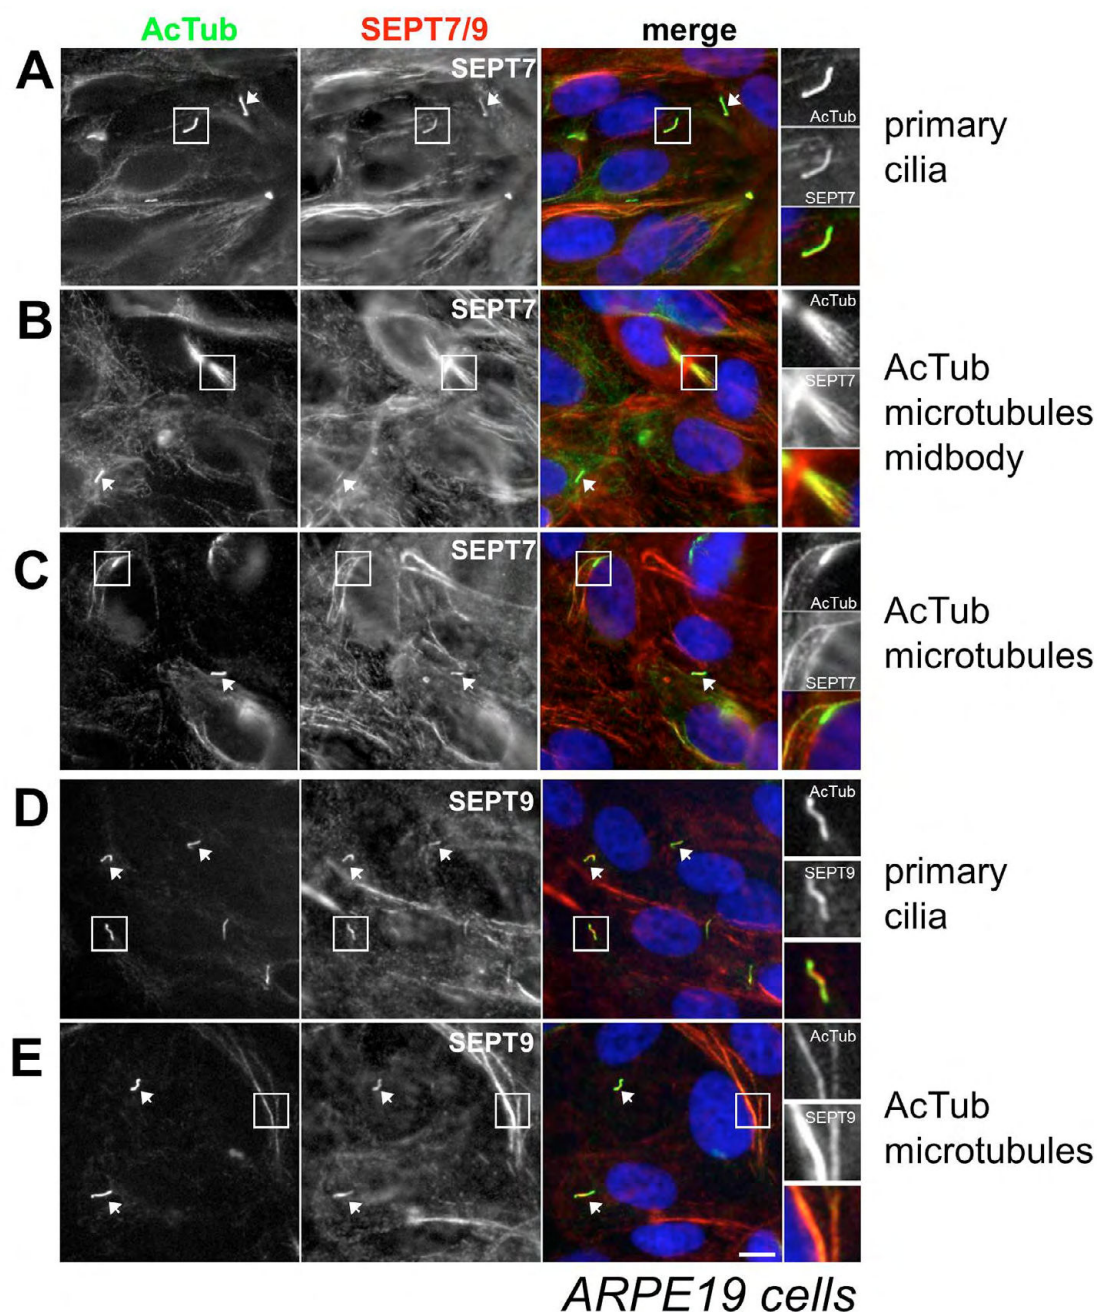 AcTub SEPT7/9 merge
A
SEPT7
AcTub
SEPT7
primary
cilia
B
SEPT7
AcTub
SEPT7
AcTub
microtubules
midbody
C
SEPT7
AcTub
SEPT7
AcTub
microtubules
D
SEPT9
AcTub
SEPT9
primary
cilia
E
SEPT9
AcTub
SEPT9
AcTub
microtubules
ARPE19 cells